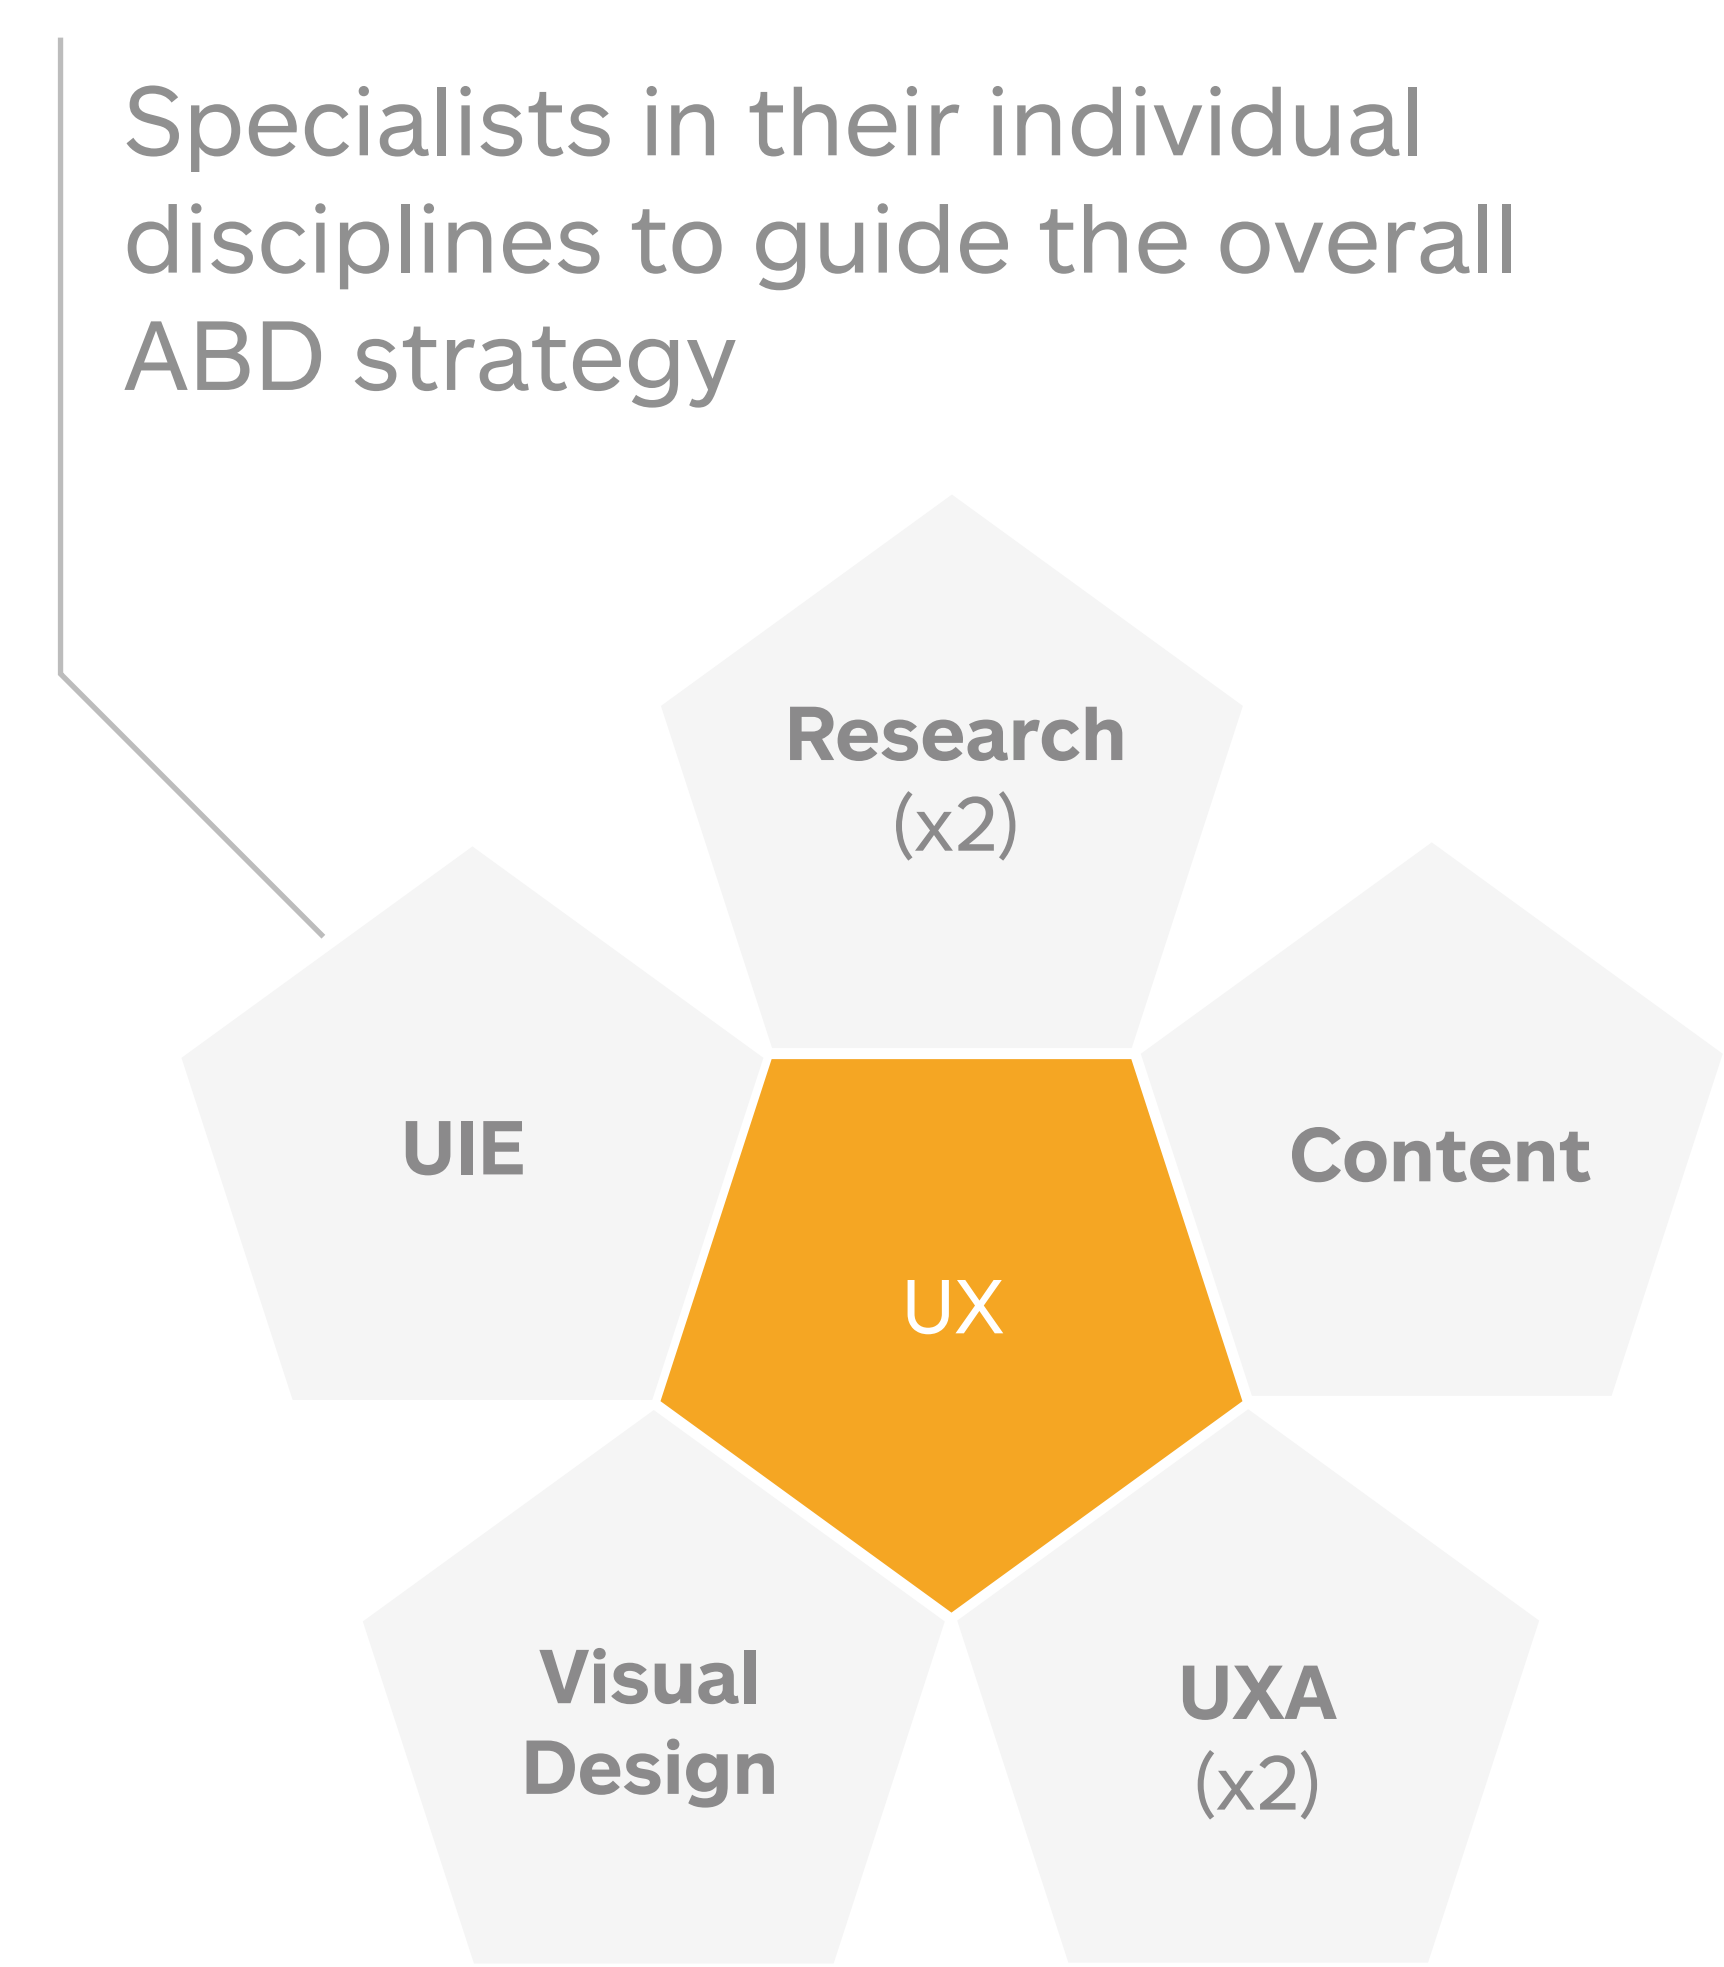 Specialists in their individual
disciplines to guide the overall
ABD strategy
Research
(x2)
UIE
Content
UX
Visual
Design
UXA
(x2)